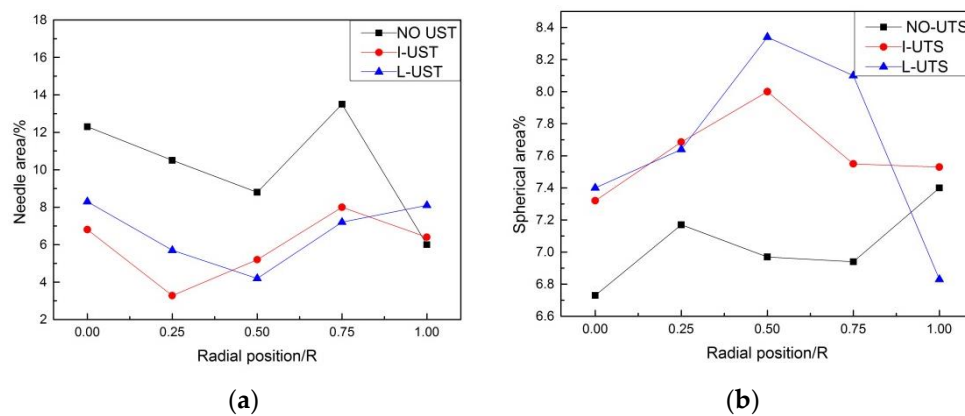 18
16
14
12
10
8
6
4
2
Needle area/%
NO UST
I-UST
L-UST
0.00 0.25 0.50 0.75 1.00
Radial position/R
(a)
8.4
8.2
8.0
7.8
7.6
7.4
7.2
7.0
6.8
6.6
Spherical area%
NO-UTS
I-UTS
L-UTS
0.00 0.25 0.50 0.75 1.00
Radial position/R
(b)